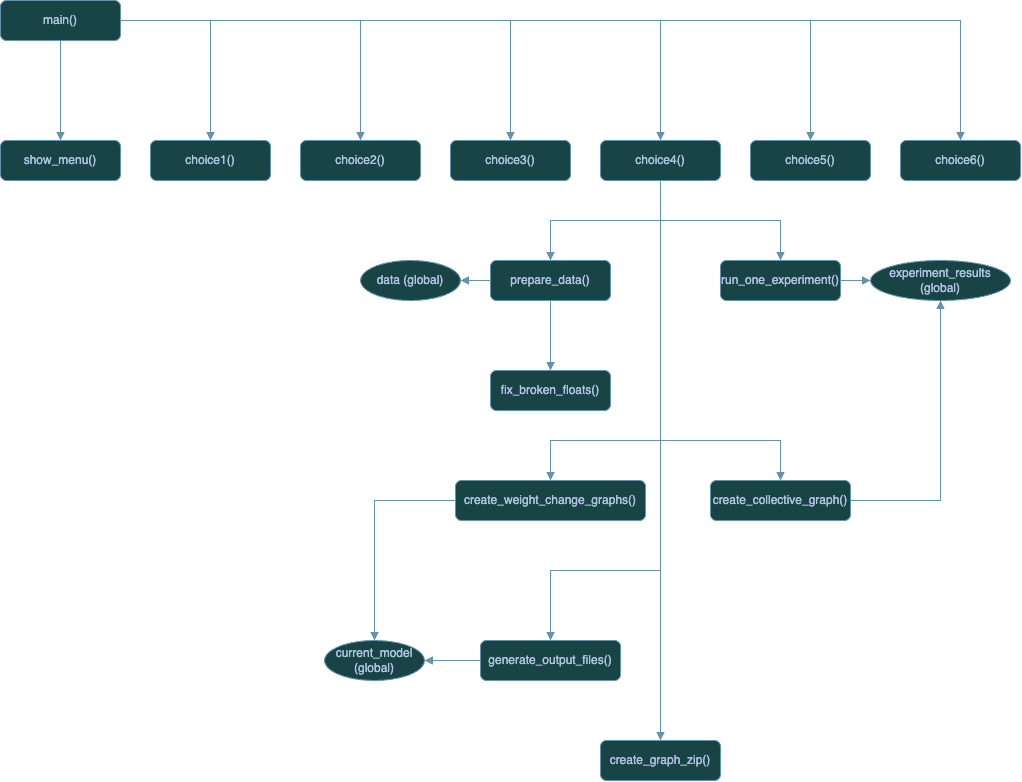 main()
show_menu()
choice1()
choice2()
choice3()
choice4()
choice5()
choice6()
data (global)
prepare_data()
run_one_experiment()
experiment_results
(global)
fix_broken_floats()
create_weight_change_graphs()
create_collective_graph()
current_model
(global)
generate_output_files()
create_graph_zip()